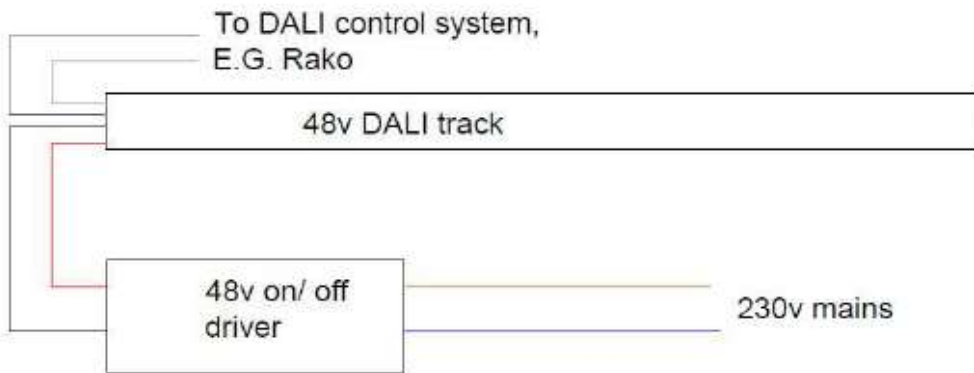 To DALI control system,
E.G. Rako
48v DALI track
48v on/ off
driver
230v mains